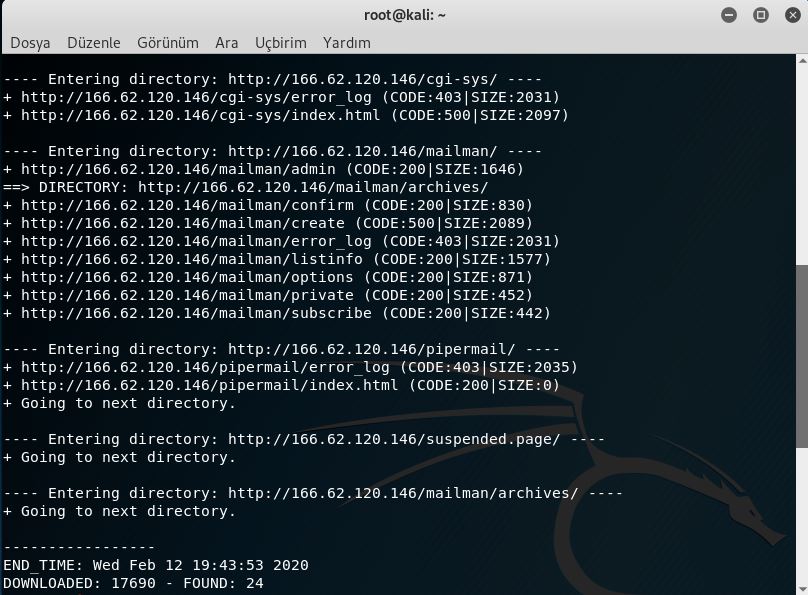 root@kali: ~
Dosya Düzenle Görünüm Ara Uçbirim Yardım
---- Entering directory: http://166.62.120.146/cgi-sys/ ----
+ http://166.62.120.146/cgi-sys/error_log (CODE:403|SIZE:2031)
+ http://166.62.120.146/cgi-sys/index.html (CODE:500|SIZE:2097)
---- Entering directory: http://166.62.120.146/mailman/ ----
+ http://166.62.120.146/mailman/admin (CODE:200|SIZE:1646)
==> DIRECTORY: http://166.62.120.146/mailman/archives/
+ http://166.62.120.146/mailman/confirm (CODE:200|SIZE:830)
+ http://166.62.120.146/mailman/create (CODE:500|SIZE:2089)
+ http://166.62.120.146/mailman/error_log (CODE:403|SIZE:2031)
+ http://166.62.120.146/mailman/listinfo (CODE:200|SIZE:1577)
+ http://166.62.120.146/mailman/options (CODE:200|SIZE:871)
+ http://166.62.120.146/mailman/private (CODE:200|SIZE:452)
+ http://166.62.120.146/mailman/subscribe (CODE:200|SIZE:442)
---- Entering directory: http://166.62.120.146/pipermail/ ----
+ http://166.62.120.146/pipermail/error_log (CODE:403|SIZE:2035)
+ http://166.62.120.146/pipermail/index.html (CODE:200|SIZE:0)
+ Going to next directory.
---- Entering directory: http://166.62.120.146/suspended.page/ ----
+ Going to next directory.
---- Entering directory: http://166.62.120.146/mailman/archives/ ----
+ Going to next directory.
-----------------
END_TIME: Wed Feb 12 19:43:53 2020
DOWNLOADED: 17690 - FOUND: 24